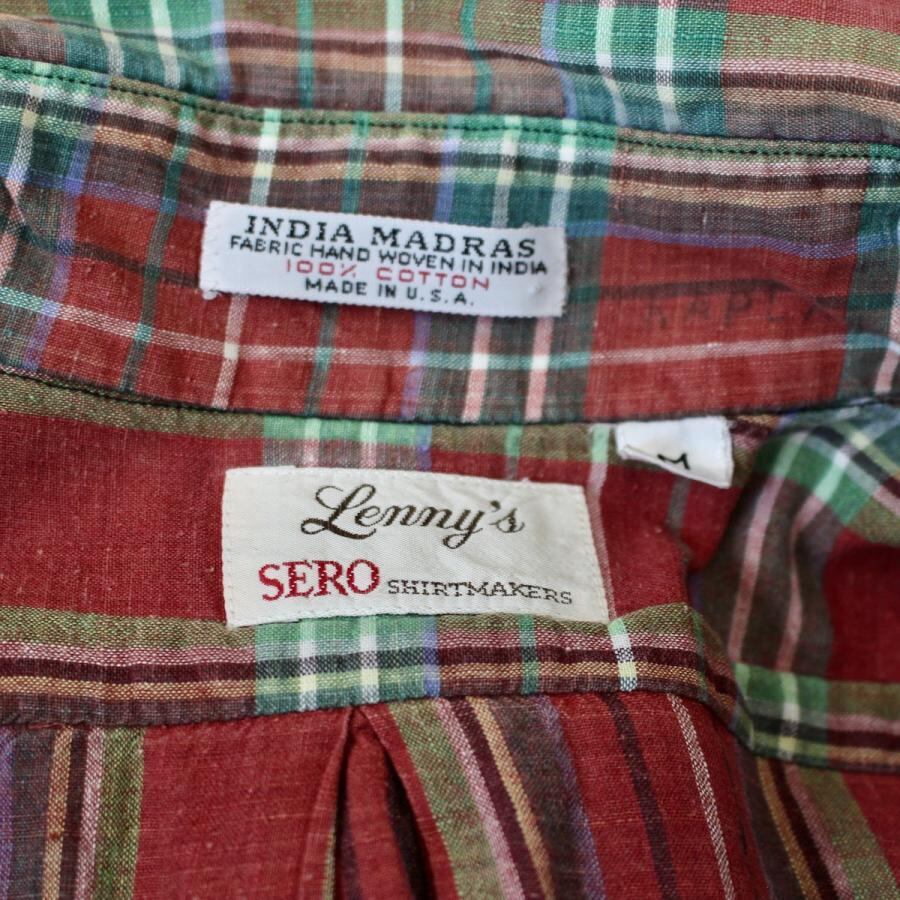 INDIA MADRAS
FABRIC HAND WOVEN IN INDIA
100% COTTON
MADE IN U.S.A.
M
Lenny's
SERO SHIRTMAKERS